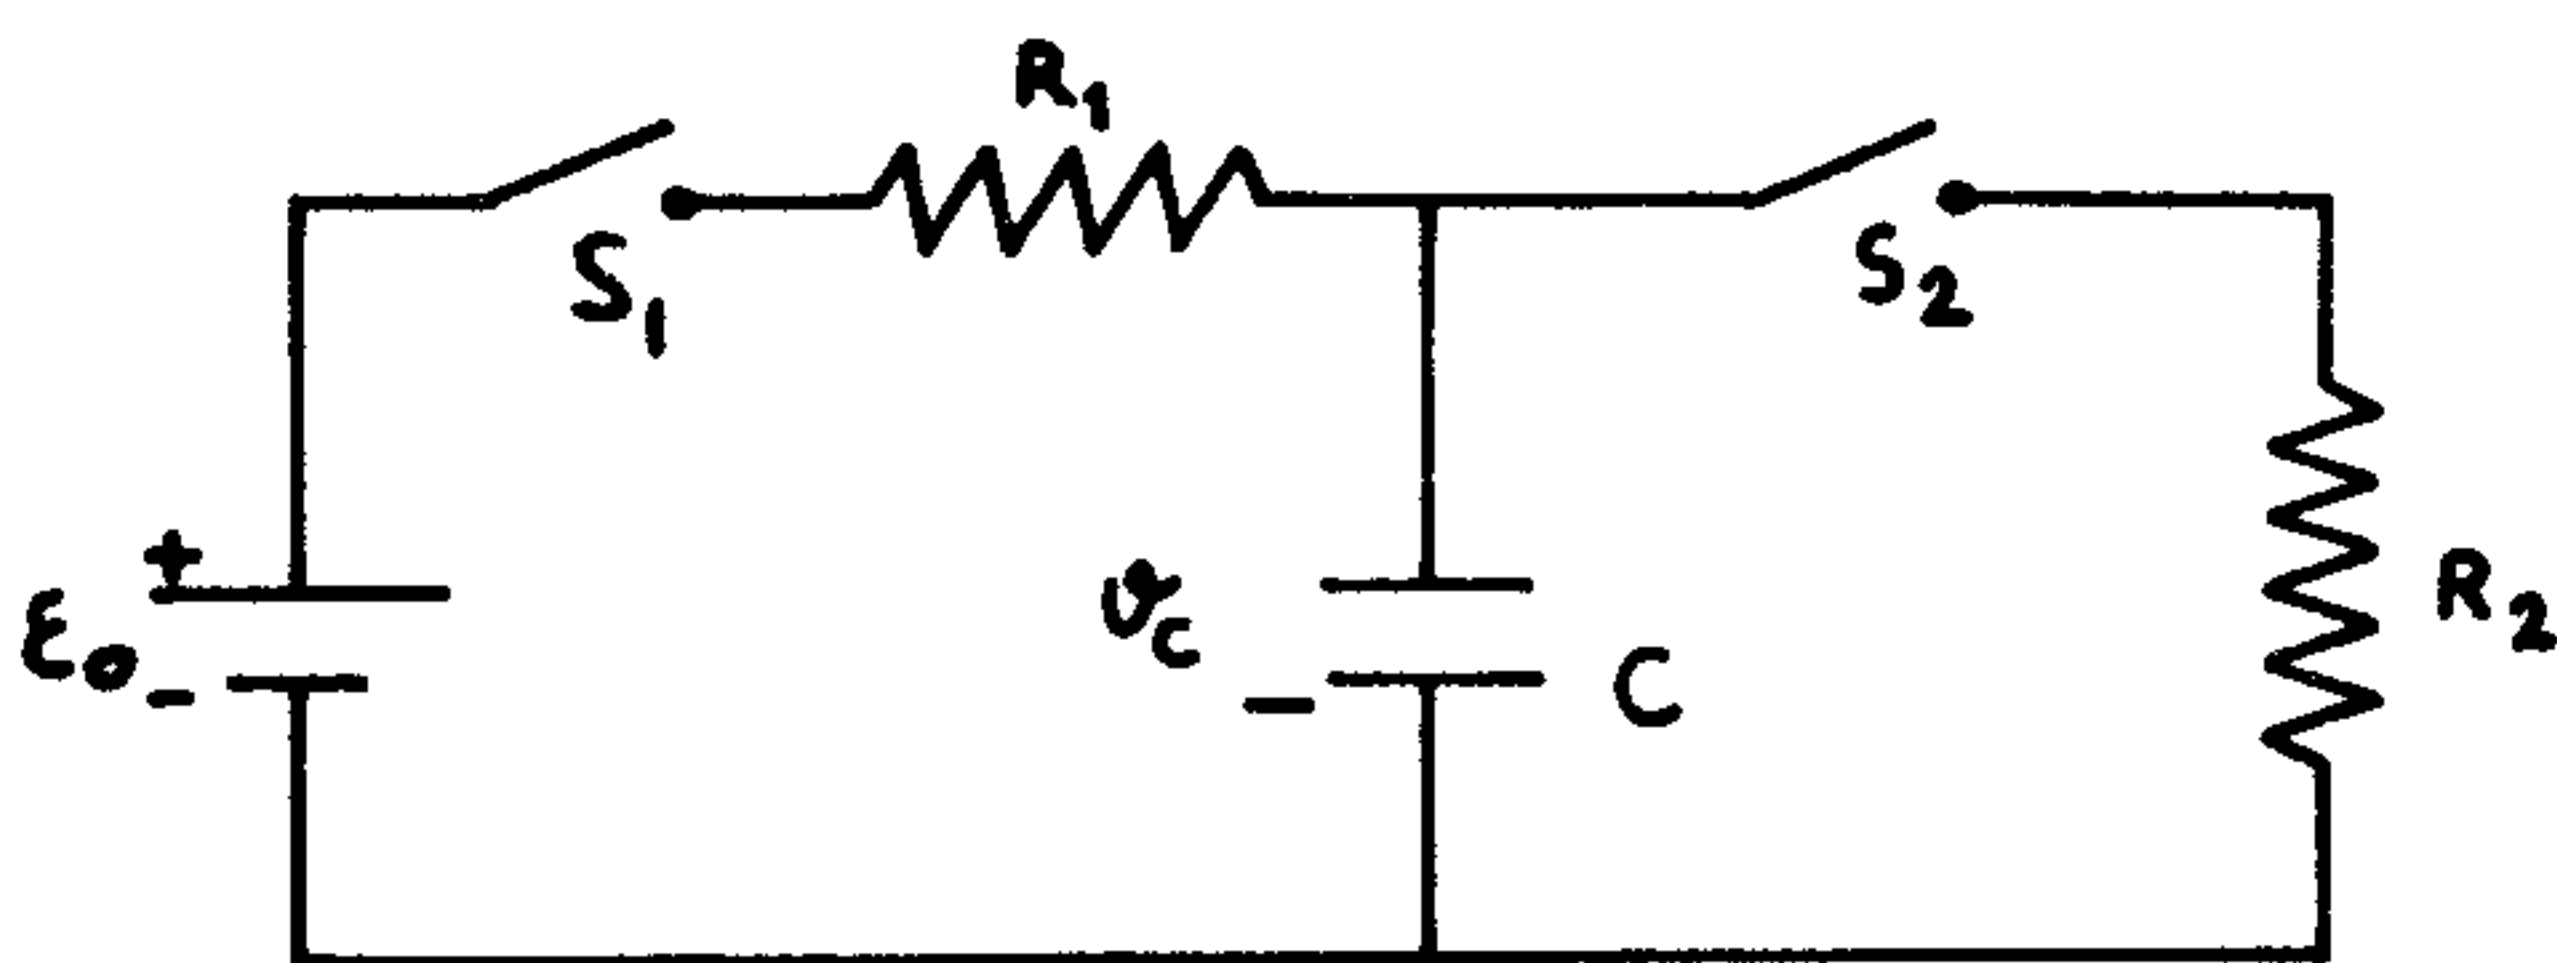 R₁
S₁
S₂
+
ℰ₀
-
𝓋c
-
C
R₂